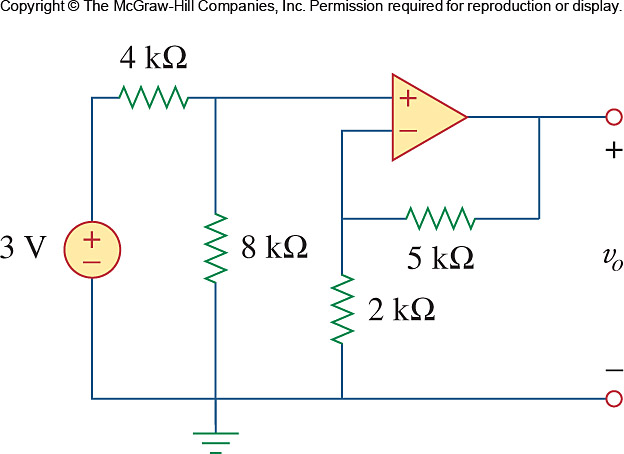 Copyright © The McGraw-Hill Companies, Inc. Permission required for reproduction or display.
4 kΩ
+
−
+
3 V
+
−
8 kΩ
5 kΩ
vo
2 kΩ
−